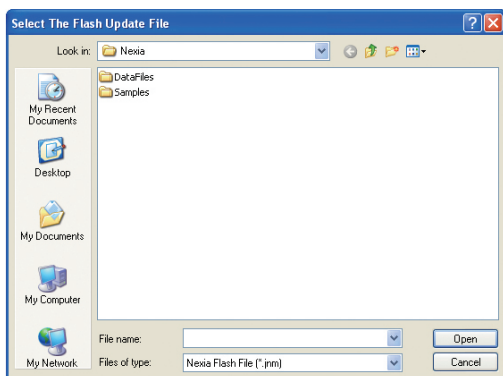 Select The Flash Update File
Look in:
Nexia
DataFiles
Samples
My Recent
Documents
Desktop
My Documents
My Computer
My Network
File name:
Open
Files of type:
Nexia Flash File (*.jnm)
Cancel